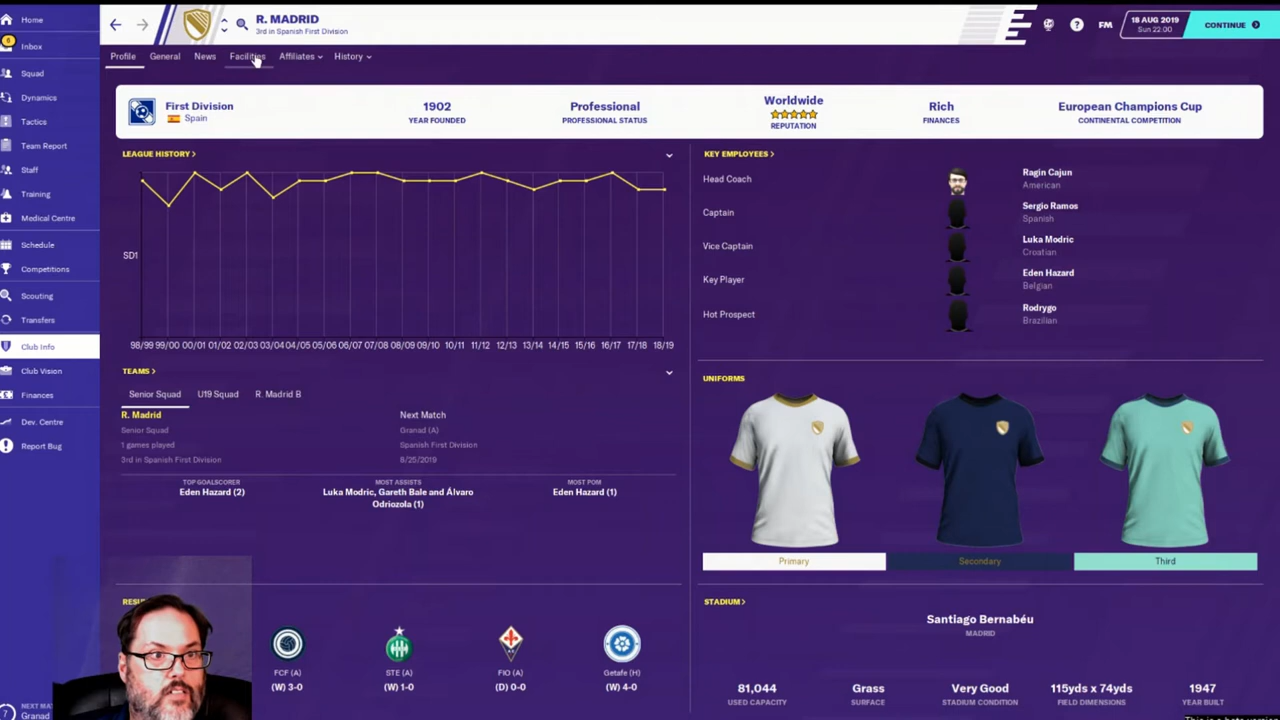 Home
R. MADRID
3rd in Spanish First Division
18 AUG 2019
Sun 22:00
CONTINUE
FM
6
Inbox
Profile
General
News
Facilities
Affiliates
History
Squad
Dynamics
Tactics
Team Report
Staff
Training
Medical Centre
Schedule
Competitions
Scouting
Transfers
Club Info
Club Vision
Finances
Dev. Centre
Report Bug
First Division
Spain
1902
YEAR FOUNDED
Professional
PROFESSIONAL STATUS
Worldwide
REPUTATION
Rich
FINANCES
European Champions Cup
CONTINENTAL COMPETITION
LEAGUE HISTORY >
SD1
98/99 99/00 00/01 01/02 02/03 03/04 04/05 05/06 06/07 07/08 08/09 09/10 10/11 11/12 12/13 13/14 14/15 15/16 16/17 17/18 18/19
KEY EMPLOYEES >
Head Coach
Ragin Cajun
American
Captain
Sergio Ramos
Spanish
Vice Captain
Luka Modric
Croatian
Key Player
Eden Hazard
Belgian
Hot Prospect
Rodrygo
Brazilian
TEAMS >
Senior Squad
U19 Squad
R. Madrid B
R. Madrid
Next Match
Senior Squad
Granad (A)
1 games played
Spanish First Division
3rd in Spanish First Division
8/25/2019
TOP GOALSCORER
Eden Hazard (2)
MOST ASSISTS
Luka Modric, Gareth Bale and Álvaro
Odriozola (1)
MOST POM
Eden Hazard (1)
UNIFORMS
Primary
Secondary
Third
FCF (A)
(W) 3-0
STE (A)
(W) 1-0
FIO (A)
(D) 0-0
Getafe (H)
(W) 4-0
STADIUM >
Santiago Bernabéu
MADRID
81,044
USED CAPACITY
Grass
SURFACE
Very Good
STADIUM CONDITION
115yds x 74yds
FIELD DIMENSIONS
1947
YEAR BUILT
7
NEXT
Granad